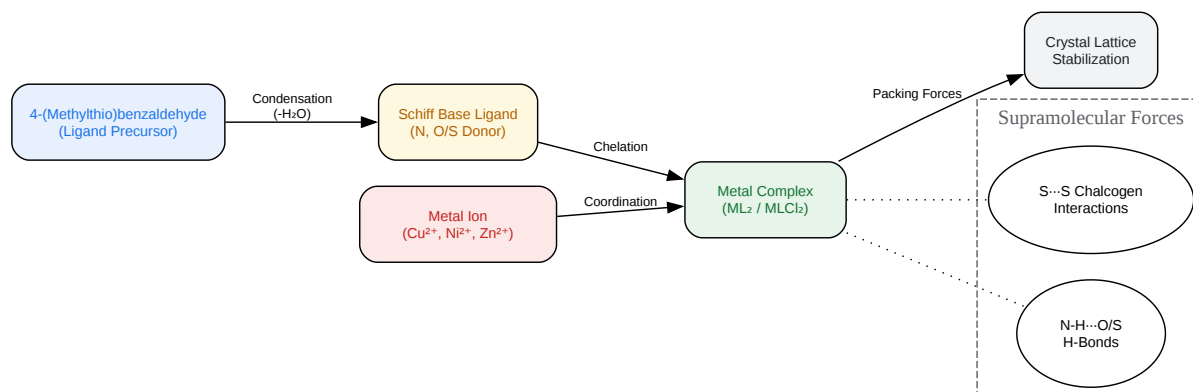 4-(Methylthio)benzaldehyde
(Ligand Precursor)
Condensation
(-H₂O)
Schiff Base Ligand
(N, O/S Donor)
Metal Ion
(Cu²⁺, Ni²⁺, Zn²⁺)
Chelation
Coordination
Metal Complex
(ML₂ / MLCl₂)
Packing Forces
Crystal Lattice
Stabilization
Supramolecular Forces
S···S Chalcogen
Interactions
N-H···O/S
H-Bonds